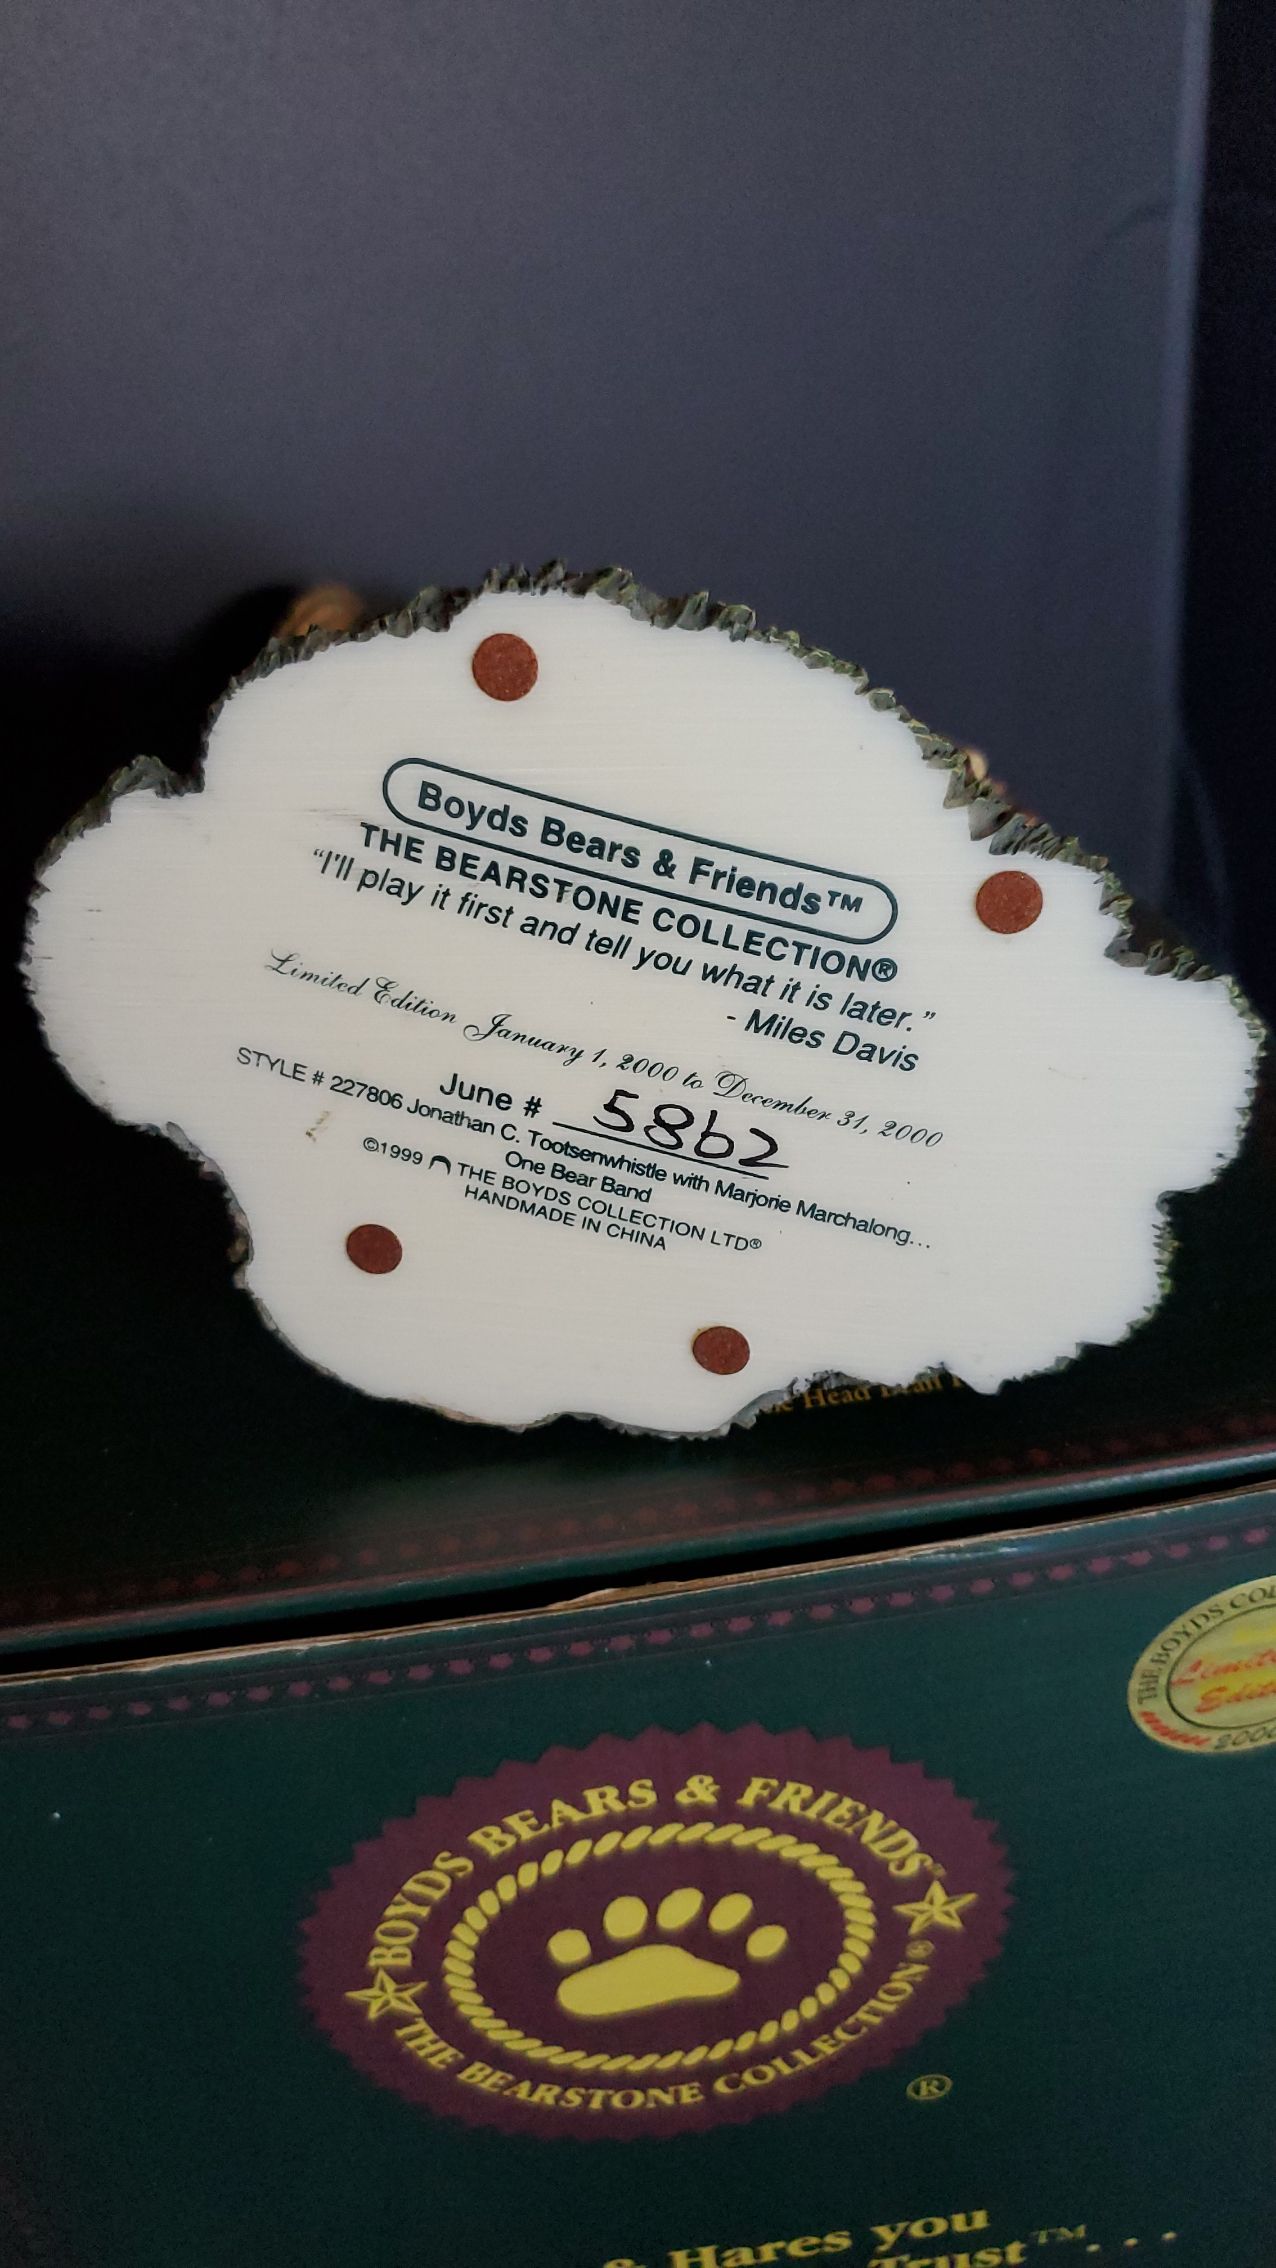 Boyds Bears & Friends™
THE BEARSTONE COLLECTION®
"I'll play it first and tell you what it is later."
- Miles Davis
Limited Edition January 1, 2000 to December 31, 2000
June # 5862
STYLE # 227806 Jonathan C. Tootsenwhistle with Marjorie Marchalong...
One Bear Band
©1999 THE BOYDS COLLECTION LTD®
HANDMADE IN CHINA
Head
THE BOYDS
2000
BOYDS BEARS & FRIENDS™
THE BEARSTONE COLLECTION®
®
& Hares you
Trust™...